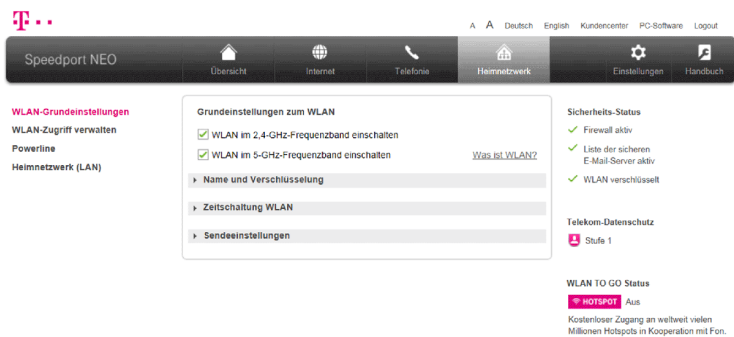 T
A A Deutsch English Kundencenter PC-Software Logout
Speedport NEO
Übersicht Internet Telefonie Heimnetzwerk Einstellungen Handbuch
WLAN-Grundeinstellungen
WLAN-Zugriff verwalten
Powerline
Heimnetzwerk (LAN)
Grundeinstellungen zum WLAN
WLAN im 2,4-GHz-Frequenzband einschalten
WLAN im 5-GHz-Frequenzband einschalten Was ist WLAN?
Name und Verschlüsselung
Zeitschaltung WLAN
Sendeeinstellungen
Sicherheits-Status
Firewall aktiv
Liste der sicheren
E-Mail-Server aktiv
WLAN verschlüsselt
Telekom-Datenschutz
Stufe 1
WLAN TO GO Status
HOTSPOT Aus
Kostenloser Zugang an weltweit vielen
Millionen Hotspots in Kooperation mit Fon.